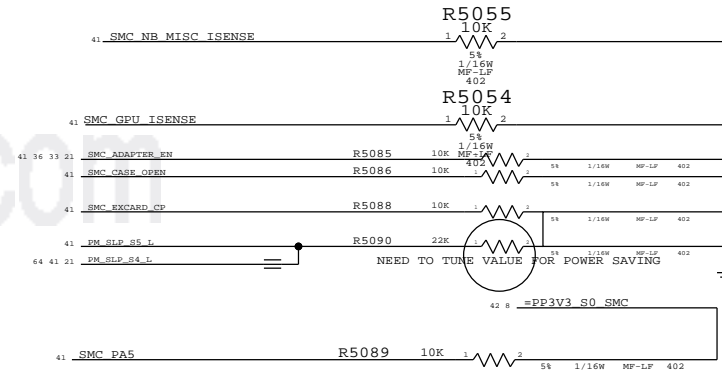 R5055
10K
41 SMC_NB_MISC_ISENSE
1 2
5%
1/16W
MF-LF
402
R5054
10K
41 SMC_GPU_ISENSE
1 2
5%
1/16W
MF-LF
402
41 36 33 21 SMC_ADAPTER_EN R5085 10K 1 2
5% 1/16W MF-LF 402
41 SMC_CASE_OPEN R5086 10K 1 2
5% 1/16W MF-LF 402
41 SMC_EXCARD_CP R5088 10K 1 2
5% 1/16W MF-LF 402
41 PM_SLP_S5_L R5090 22K 1 2
5% 1/16W MF-LF 402
64 41 21 PM_SLP_S4_L
NEED TO TUNE VALUE FOR POWER SAVING
42 8 =PP3V3_S0_SMC
41 SMC_PA5 R5089 10K 1 2
5% 1/16W MF-LF 402
com